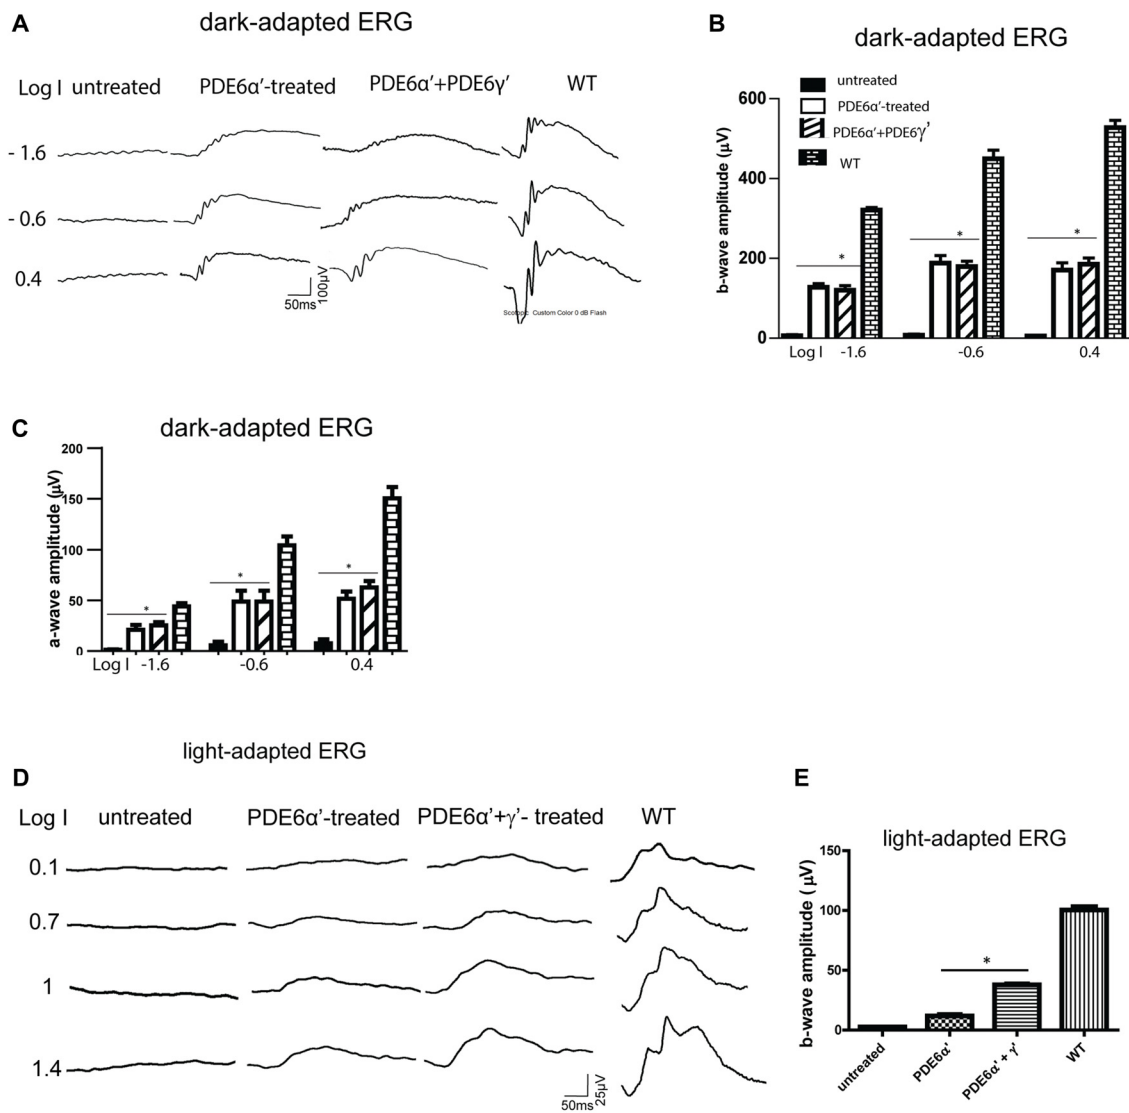 A
dark-adapted ERG
Log I untreated PDE6α'-treated PDE6α'+PDE6γ' WT
- 1.6
- 0.6
0.4
50ms 100μV
Scotopic Custom Color 0 dB Flash
B
dark-adapted ERG
untreated
PDE6α'-treated
PDE6α'+PDE6γ'
WT
b-wave amplitude (μV)
600
400
200
0
* * *
Log I -1.6 -0.6 0.4
C
dark-adapted ERG
a-wave amplitude (μV)
200
150
100
50
0
* * *
Log I -1.6 -0.6 0.4
light-adapted ERG
D
Log I untreated PDE6α'-treated PDE6α'+γ'- treated WT
0.1
0.7
1
1.4
50ms 25μV
E
light-adapted ERG
b-wave amplitude ( μV)
150
100
50
0
*
untreated PDE6α' PDE6α' + γ' WT